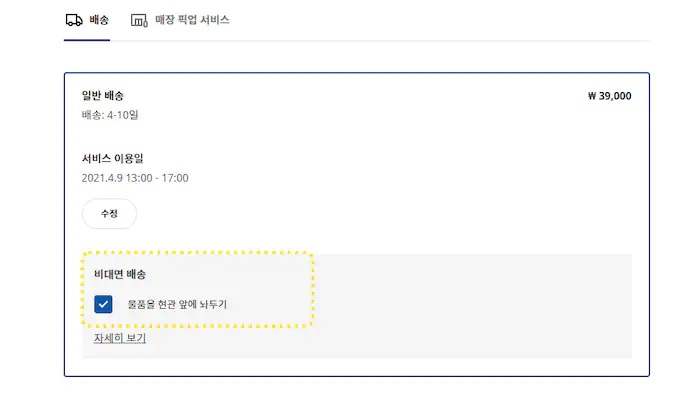 배송 매장 픽업 서비스
일반 배송 ₩ 39,000
배송: 4-10일
서비스 이용일
2021.4.9 13:00 - 17:00
수정
비대면 배송
물품을 현관 앞에 놔두기
자세히 보기